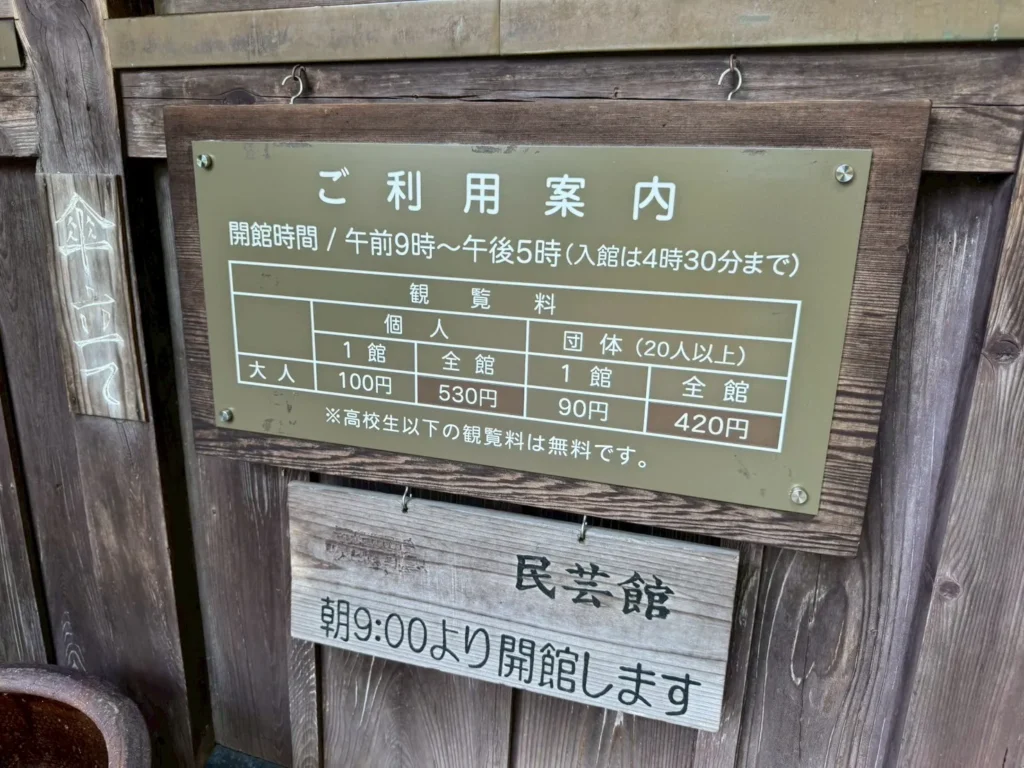 ご利用案内
開館時間 / 午前9時～午後5時(入館は4時30分まで)
観覧料
個人 団体 (20人以上)
1館 全館 1館 全館
大人 100円 530円 90円 420円
※高校生以下の観覧料は無料です。
傘立て
民芸館
朝9:00より開館します